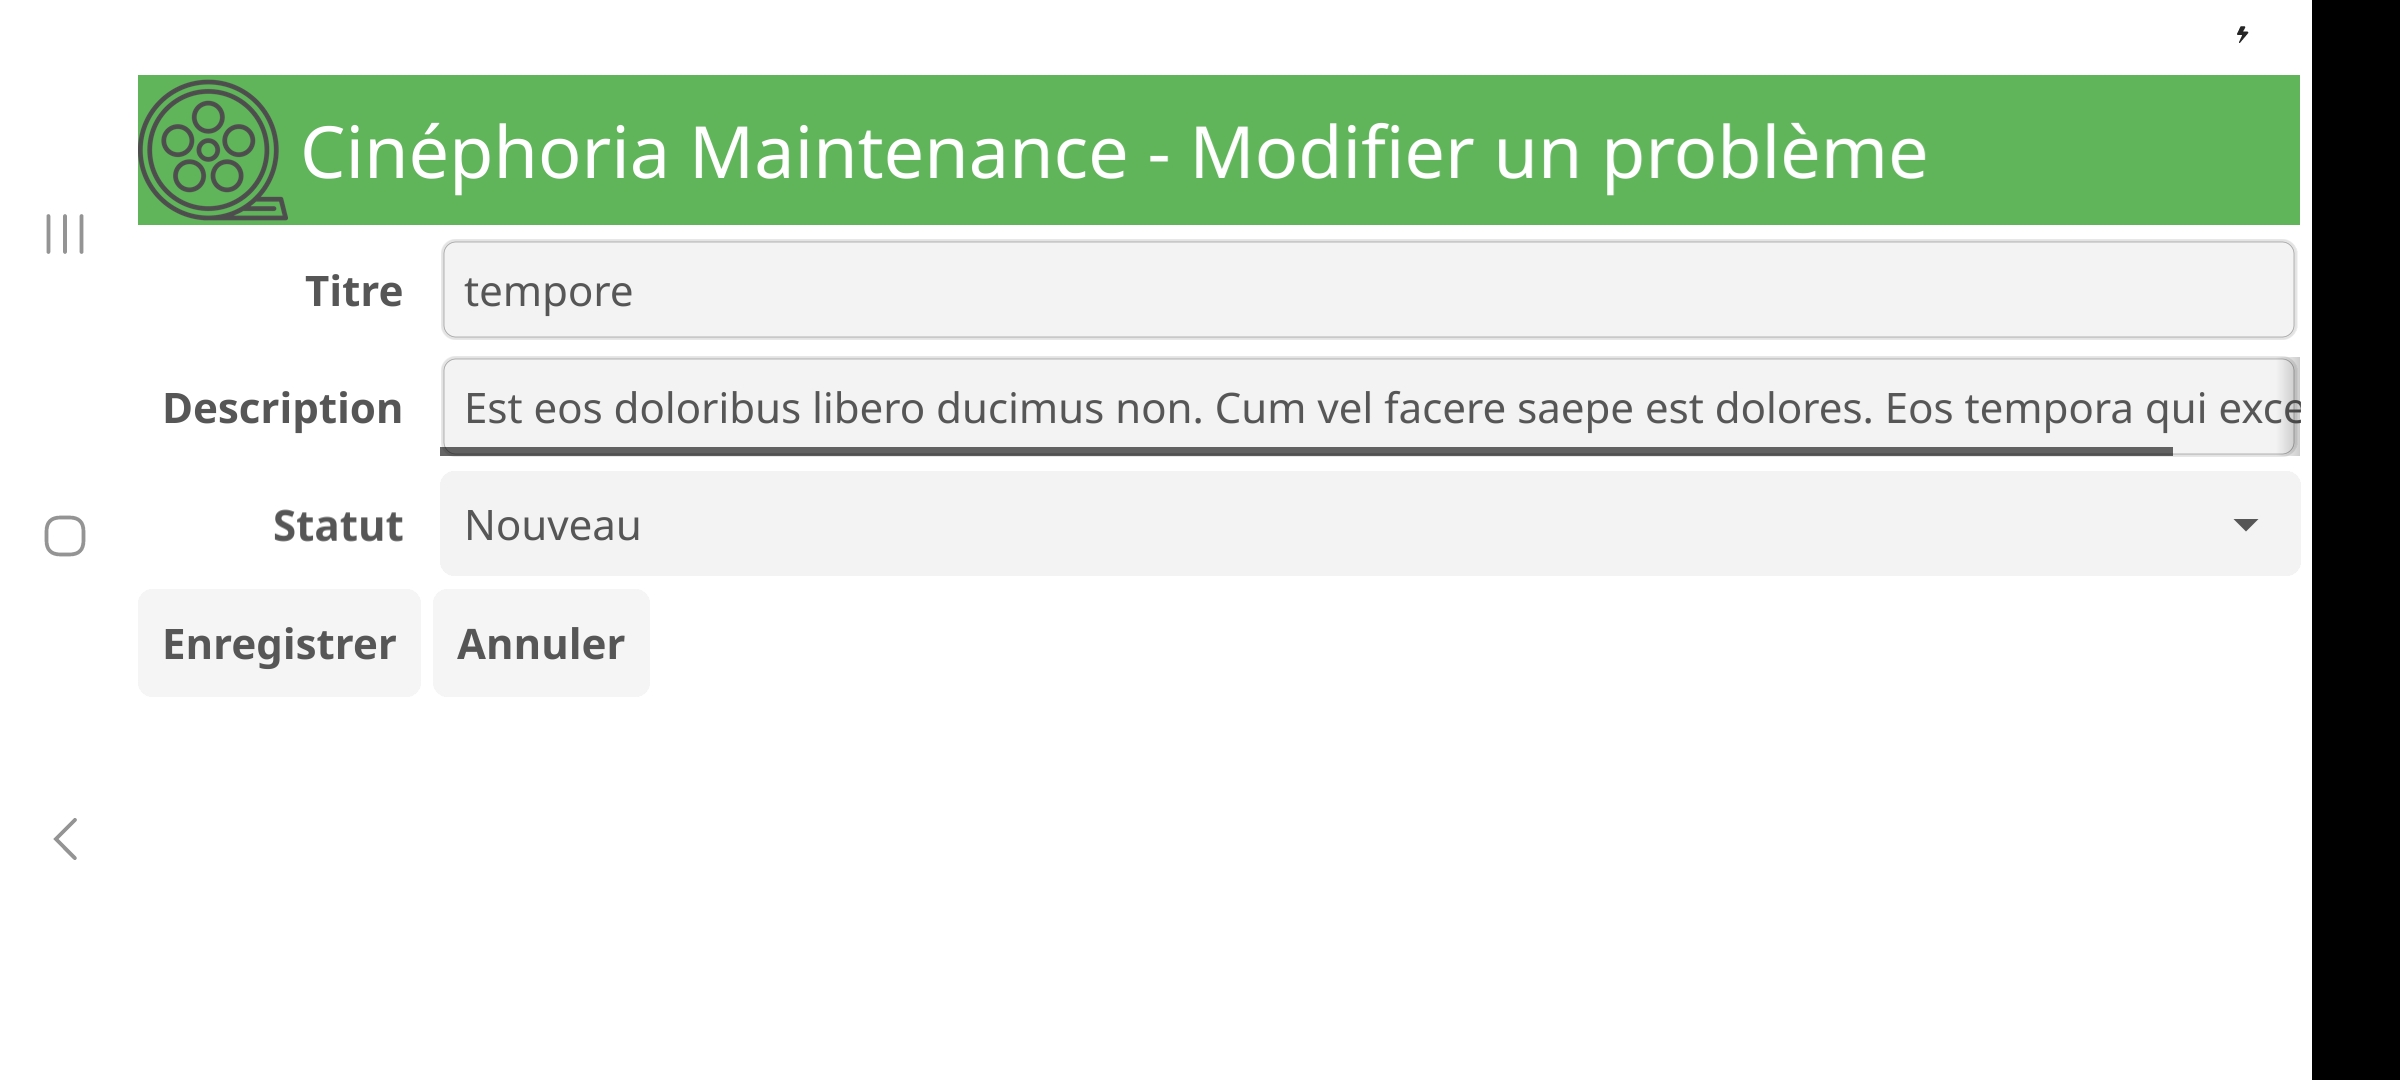 Cinéphoria Maintenance - Modifier un problème
Titre
tempore
Description
Est eos doloribus libero ducimus non. Cum vel facere saepe est dolores. Eos tempora qui exce
Statut
Nouveau
Enregistrer
Annuler